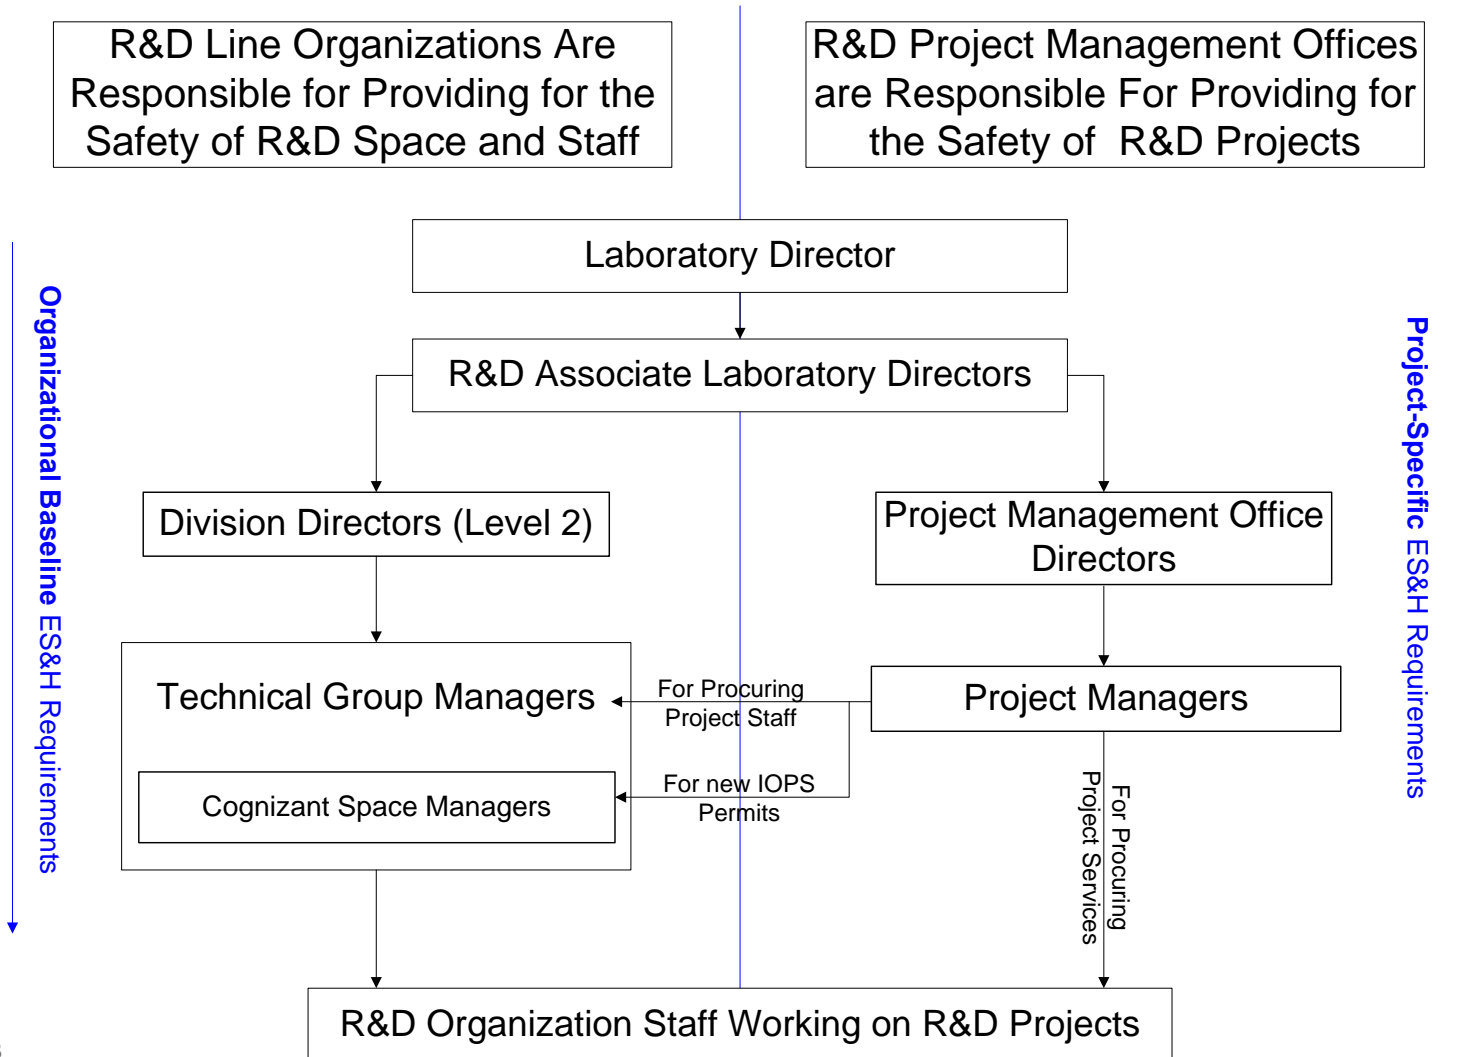 R&D Line Organizations Are
Responsible for Providing for the
Safety of R&D Space and Staff
R&D Project Management Offices
are Responsible For Providing for
the Safety of R&D Projects
Laboratory Director
R&D Associate Laboratory Directors
Organizational Baseline ES&H Requirements
Project-Specific ES&H Requirements
Division Directors (Level 2)
Project Management Office
Directors
Technical Group Managers
For Procuring
Project Staff
Project Managers
Cognizant Space Managers
For new IOPS
Permits
For Procuring
Project Services
R&D Organization Staff Working on R&D Projects